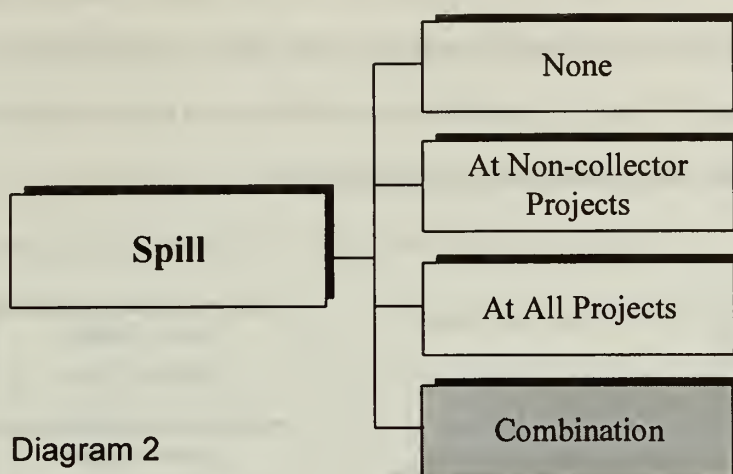 None
At Non-collector
Projects
Spill
At All Projects
Combination
Diagram 2